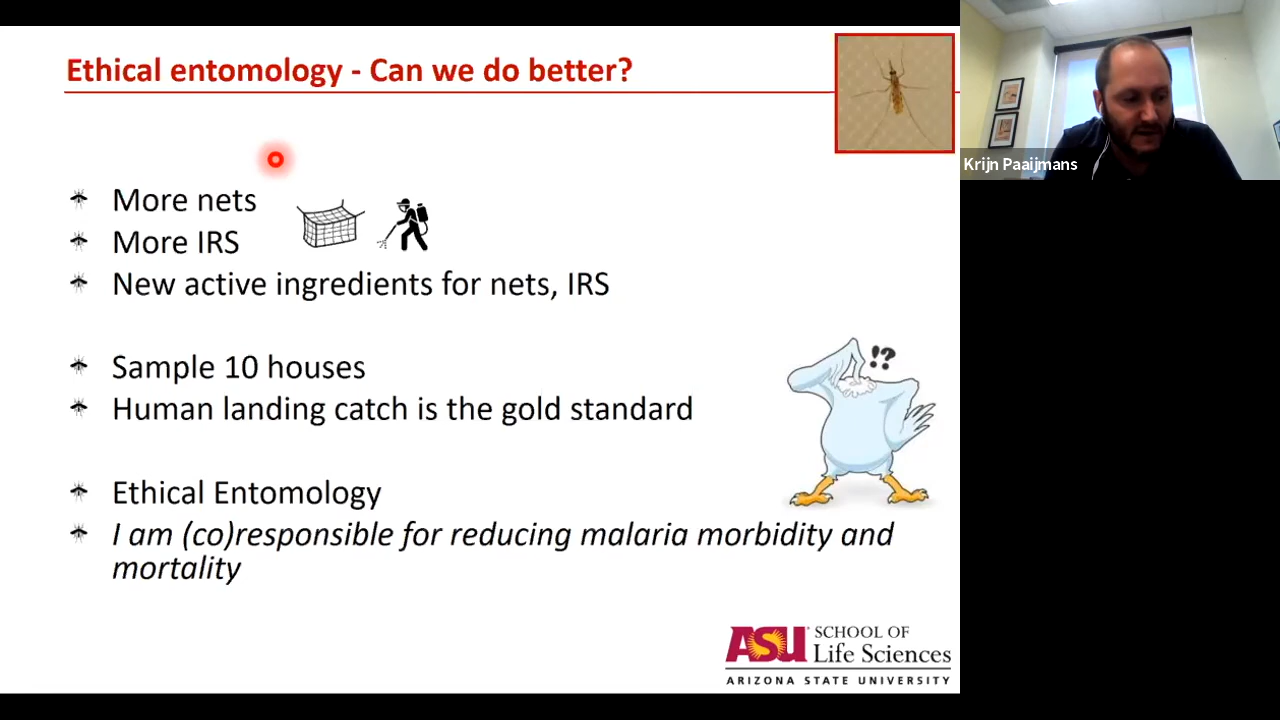 Ethical entomology - Can we do better?
Krijn Paaijmans
More nets
More IRS
New active ingredients for nets, IRS
Sample 10 houses
!?
Human landing catch is the gold standard
Ethical Entomology
I am (co)responsible for reducing malaria morbidity and
mortality
ASU SCHOOL OF
Life Sciences
ARIZONA STATE UNIVERSITY